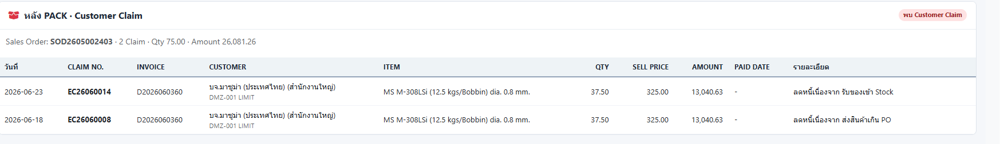 หลัง PACK · Customer Claim
พบ Customer Claim
Sales Order: SOD2605002403 · 2 Claim · Qty 75.00 · Amount 26,081.26
วันที่ CLAIM NO. INVOICE CUSTOMER ITEM QTY SELL PRICE AMOUNT PAID DATE รายละเอียด
2026-06-23 EC26060014 D2026060360 บจ.มาซูม่า (ประเทศไทย) (สำนักงานใหญ่) MS M-308LSi (12.5 kgs/Bobbin) dia. 0.8 mm. 37.50 325.00 13,040.63 - ลดหนี้เนื่องจาก รับของเข้า Stock
DMZ-001 LIMIT
2026-06-18 EC26060008 D2026060360 บจ.มาซูม่า (ประเทศไทย) (สำนักงานใหญ่) MS M-308LSi (12.5 kgs/Bobbin) dia. 0.8 mm. 37.50 325.00 13,040.63 - ลดหนี้เนื่องจาก ส่งสินค้าเกิน PO
DMZ-001 LIMIT